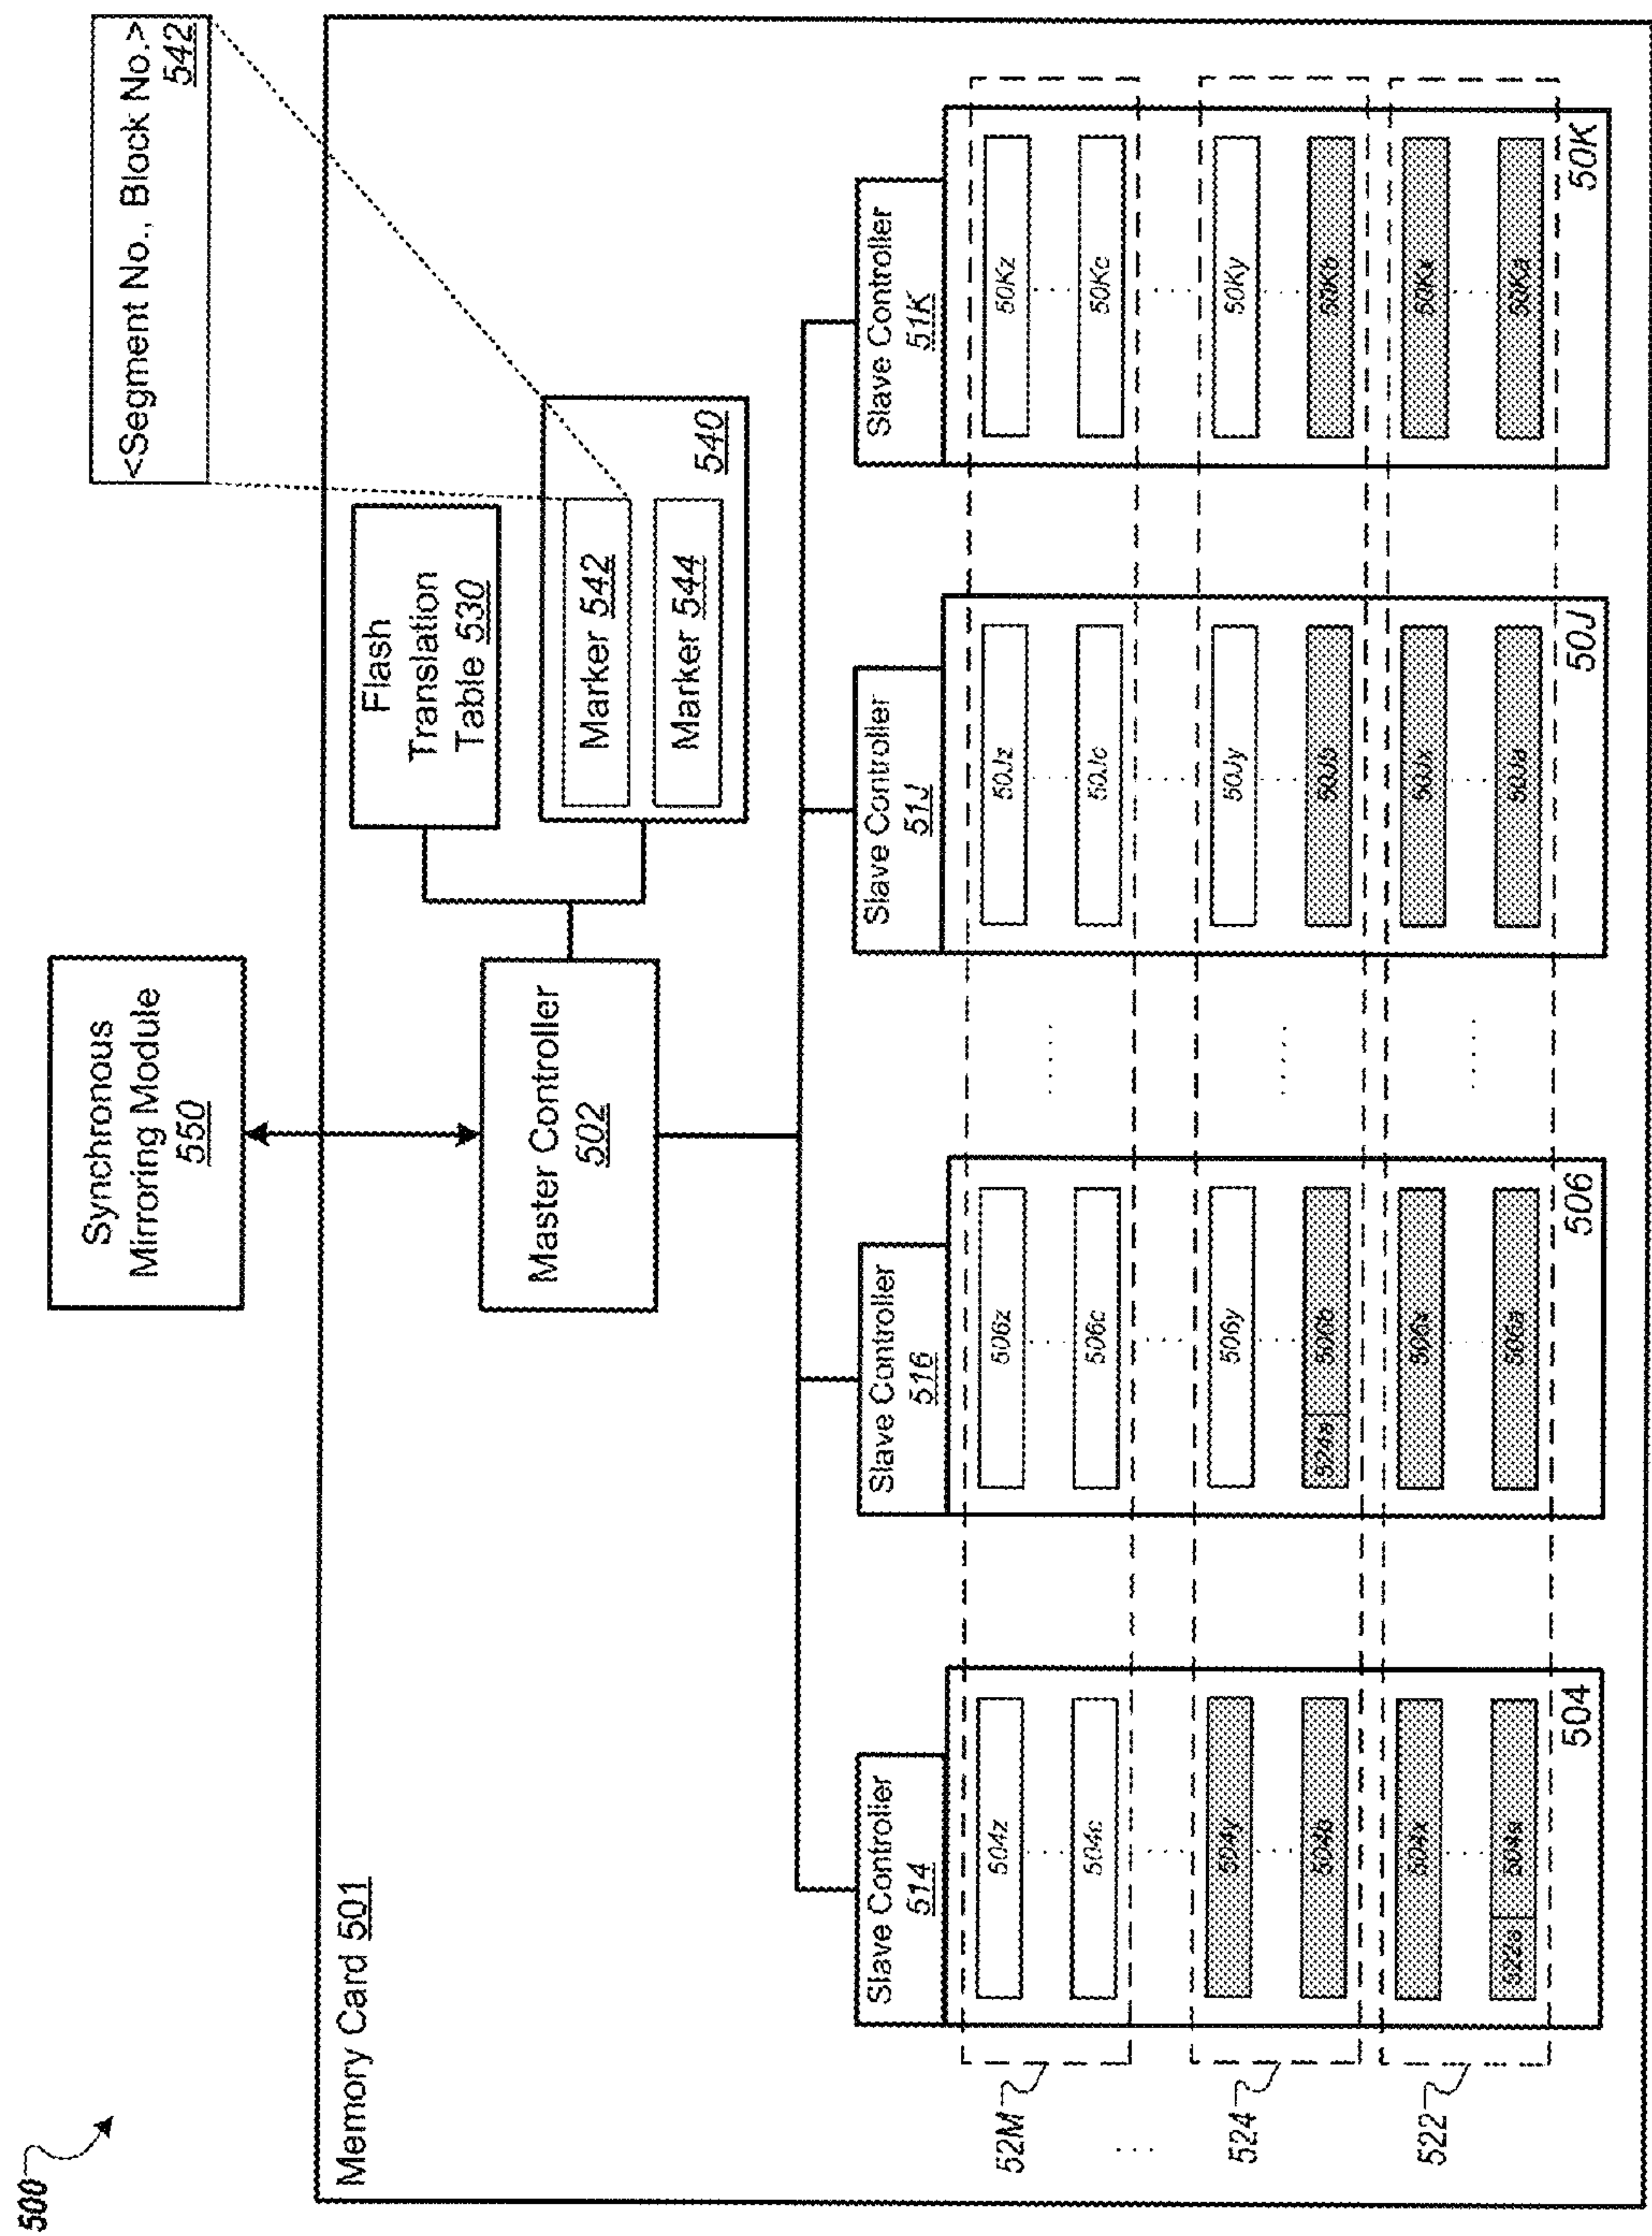 500
Synchronous
Mirroring Module
550
<Segment No., Block No.>
542
Memory Card 501
Master Controller
502
Flash
Translation
Table 530
Marker 542
Marker 544
540
Slave Controller
514
Slave Controller
516
Slave Controller
51J
Slave Controller
51K
52M
504z
506z
50Jz
50Kz
504c
506c
50Jc
50Kc
. . .
. . . . .
524
504y
506y
50Jy
50Ky
504b
524a
506b
50Jb
50Kb
. . . . .
522
504x
506x
50Jx
50Kx
522a
504a
506a
50Ja
50Ka
. . . . .
504
506
50J
50K